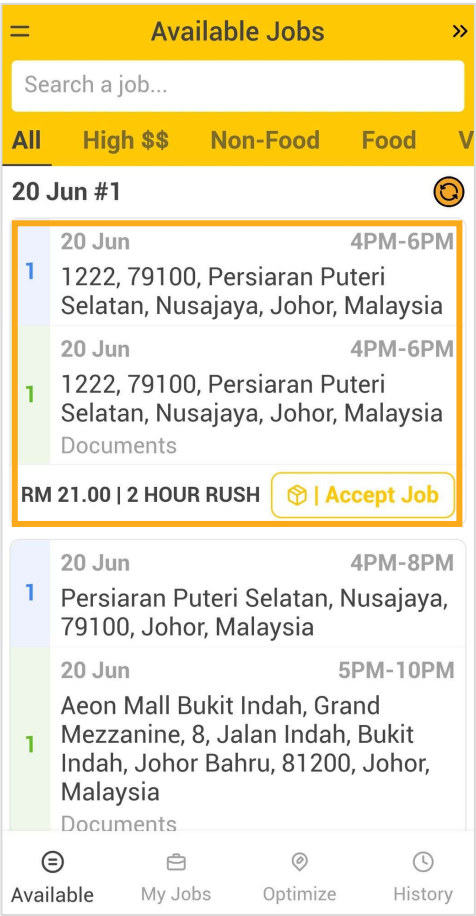 Available Jobs
Search a job...
All High $$ Non-Food Food V
20 Jun #1
20 Jun 4PM-6PM
1
1222, 79100, Persiaran Puteri
Selatan, Nusajaya, Johor, Malaysia
20 Jun 4PM-6PM
1
1222, 79100, Persiaran Puteri
Selatan, Nusajaya, Johor, Malaysia
Documents
RM 21.00 | 2 HOUR RUSH | Accept Job
20 Jun 4PM-8PM
1
Persiaran Puteri Selatan, Nusajaya,
79100, Johor, Malaysia
20 Jun 5PM-10PM
Aeon Mall Bukit Indah, Grand
Mezzanine, 8, Jalan Indah, Bukit
1
Indah, Johor Bahru, 81200, Johor,
Malaysia
Documents
Available My Jobs Optimize History